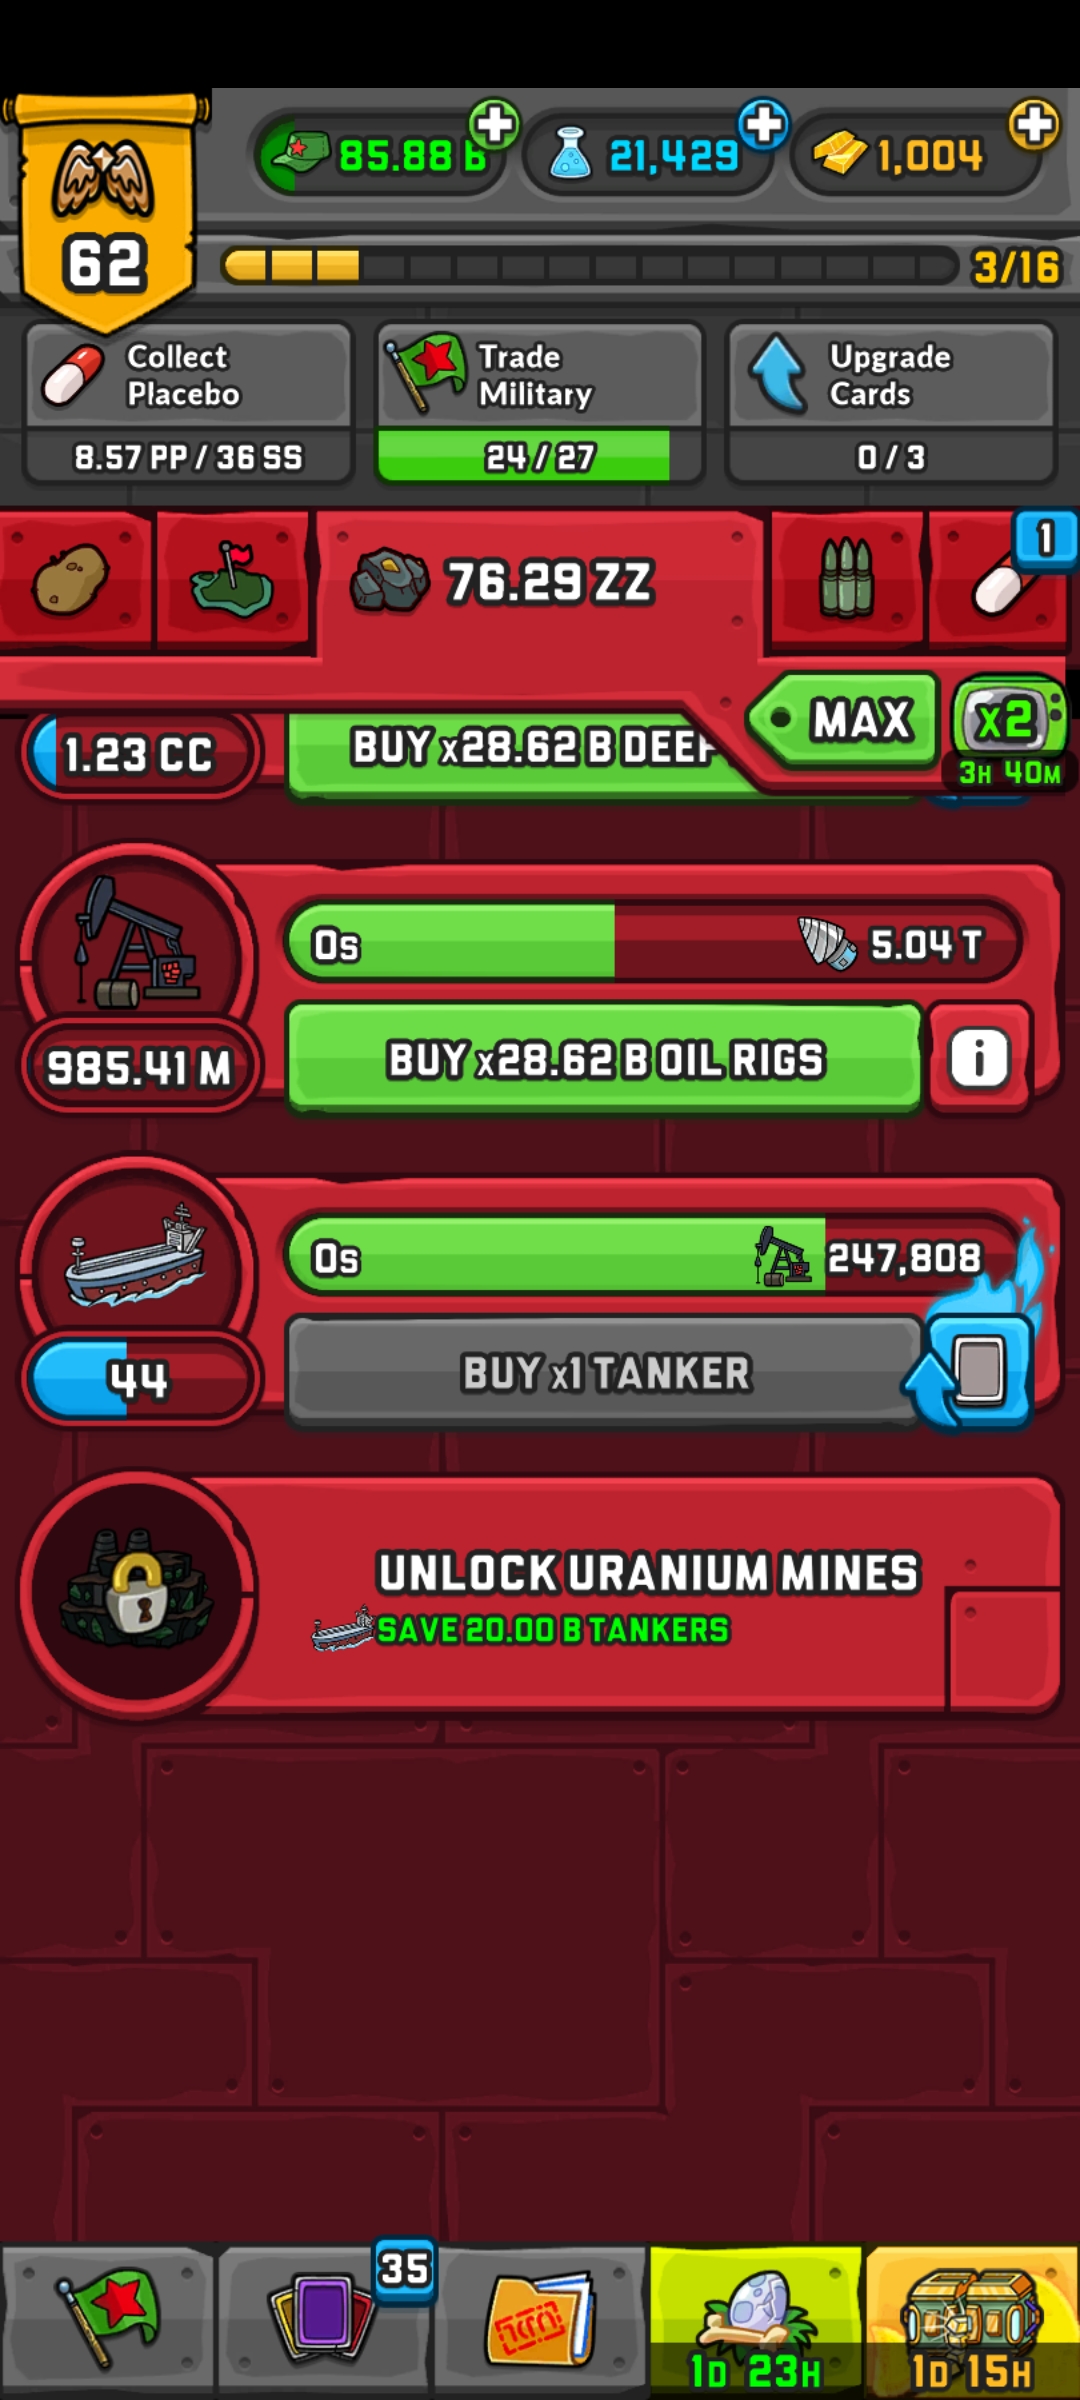 62
85.88 B
21,429
1,004
3/16
Collect
Placebo
8.57 PP / 36 SS
Trade
Military
24 / 27
Upgrade
Cards
0 / 3
76.29 ZZ
1
MAX
x2
3H 40M
1.23 CC
BUY x28.62 B DEEP
0s
5.04 T
985.41 M
BUY x28.62 B OIL RIGS
i
0s
247,808
44
BUY x1 TANKER
UNLOCK URANIUM MINES
SAVE 20.00 B TANKERS
35
1D 23H
1D 15H